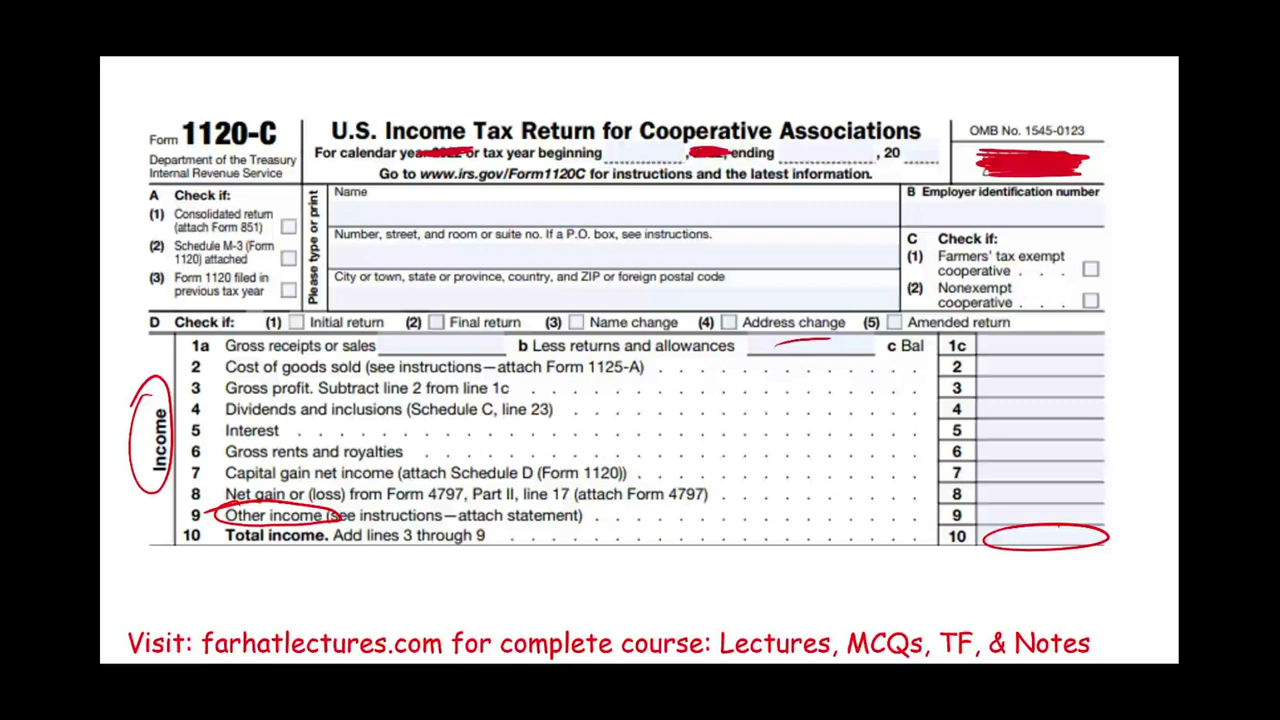 Form 1120-C
Department of the Treasury
Internal Revenue Service
U.S. Income Tax Return for Cooperative Associations
For calendar year or tax year beginning , ending , 20
Go to www.irs.gov/Form1120C for instructions and the latest information.
OMB No. 1545-0123
A Check if:
(1) Consolidated return
(attach Form 851)
(2) Schedule M-3 (Form
1120) attached
(3) Form 1120 filed in
previous tax year
Please type or print
Name
Number, street, and room or suite no. If a P.O. box, see instructions.
City or town, state or province, country, and ZIP or foreign postal code
B Employer identification number
C Check if:
(1) Farmers' tax exempt
cooperative . . .
(2) Nonexempt
cooperative . . .
D Check if: (1) Initial return (2) Final return (3) Name change (4) Address change (5) Amended return
Income
1a Gross receipts or sales b Less returns and allowances c Bal 1c
2 Cost of goods sold (see instructions—attach Form 1125-A) 2
3 Gross profit. Subtract line 2 from line 1c 3
4 Dividends and inclusions (Schedule C, line 23) 4
5 Interest 5
6 Gross rents and royalties 6
7 Capital gain net income (attach Schedule D (Form 1120)) 7
8 Net gain or (loss) from Form 4797, Part II, line 17 (attach Form 4797) 8
9 Other income (see instructions—attach statement) 9
10 Total income. Add lines 3 through 9 10
Visit: farhatlectures.com for complete course: Lectures, MCQs, TF, & Notes